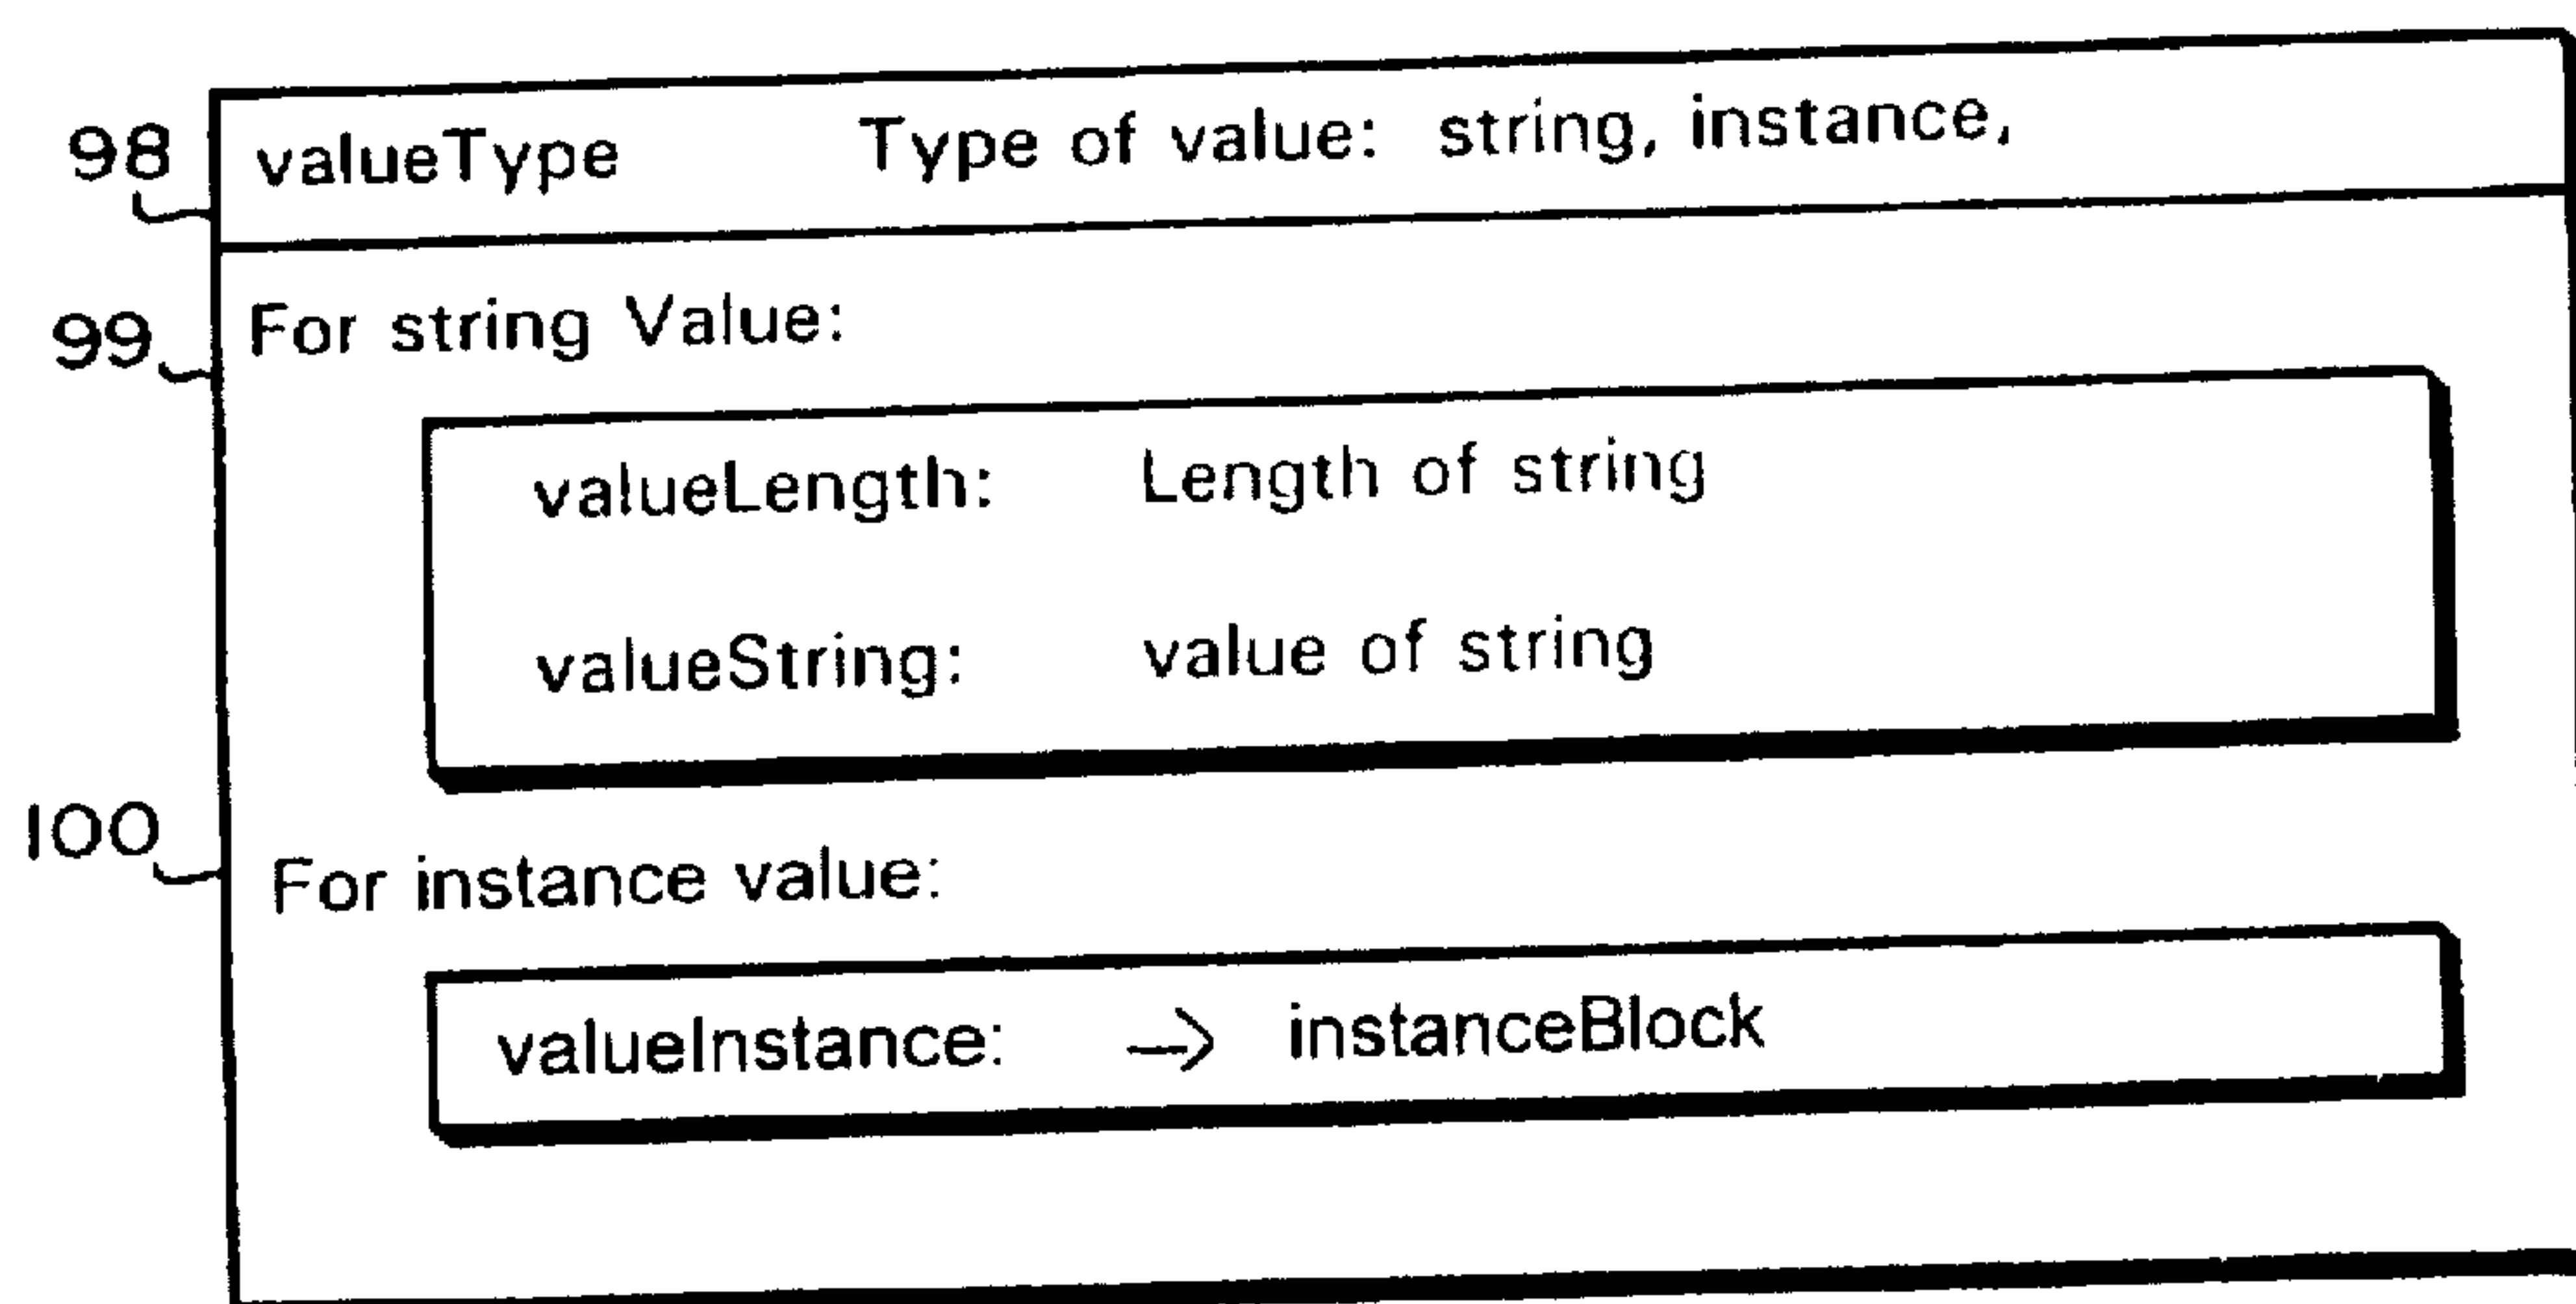 98 valueType Type of value: string, instance,
99 For string Value:
valueLength: Length of string
valueString: value of string
100 For instance value:
valueInstance: -> instanceBlock